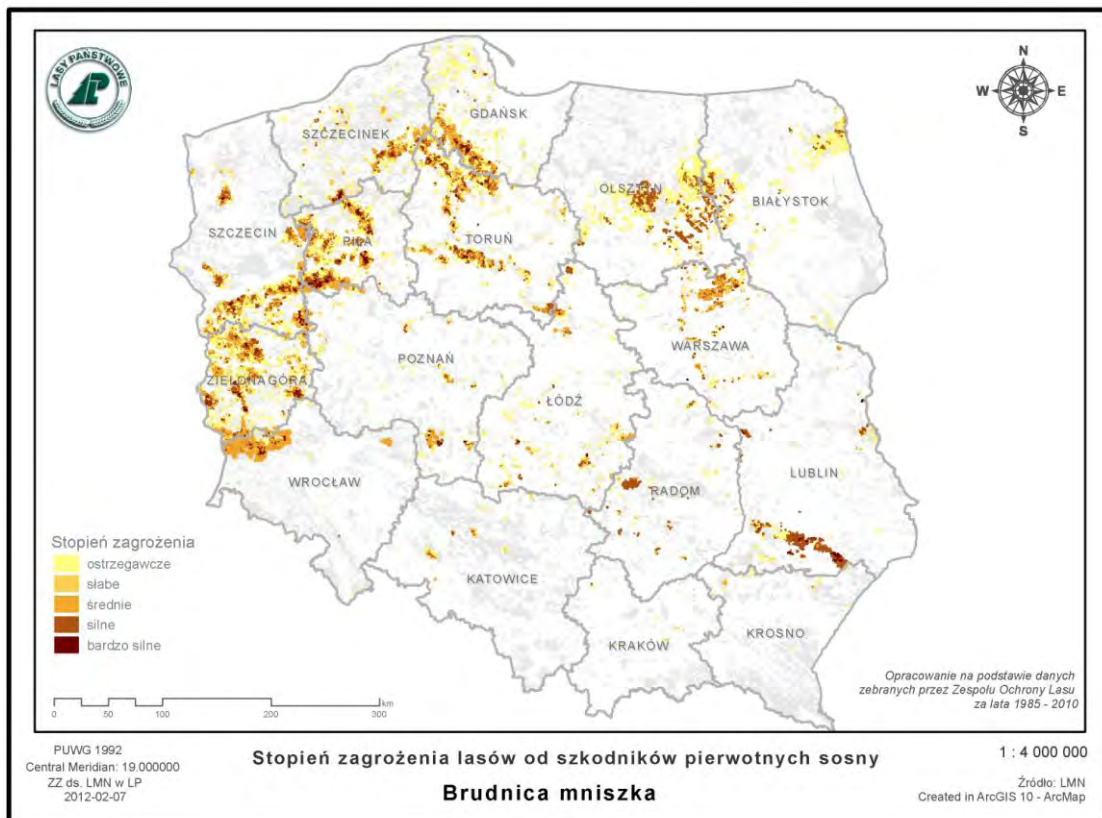 LASY PAŃSTWOWE
N
W E
S
GDAŃSK
SZCZECINEK
OLSZTYN
BIAŁYSTOK
SZCZECIN
PIŁA
TORUŃ
WARSZAWA
POZNAŃ
ZIELONA GÓRA
ŁÓDŹ
LUBLIN
WROCŁAW
RADOM
KATOWICE
KRAKÓW
KROSNO
Stopień zagrożenia
ostrzegawcze
słabe
średnie
silne
bardzo silne
km
0 50 100 200 300
Opracowanie na podstawie danych
zebranych przez Zespołu Ochrony Lasu
za lata 1985 - 2010
PUWG 1992
Central Meridian: 19.000000
ZZ ds. LMN w LP
2012-02-07
Stopień zagrożenia lasów od szkodników pierwotnych sosny
Brudnica mniszka
1 : 4 000 000
Źródło: LMN
Created in ArcGIS 10 - ArcMap